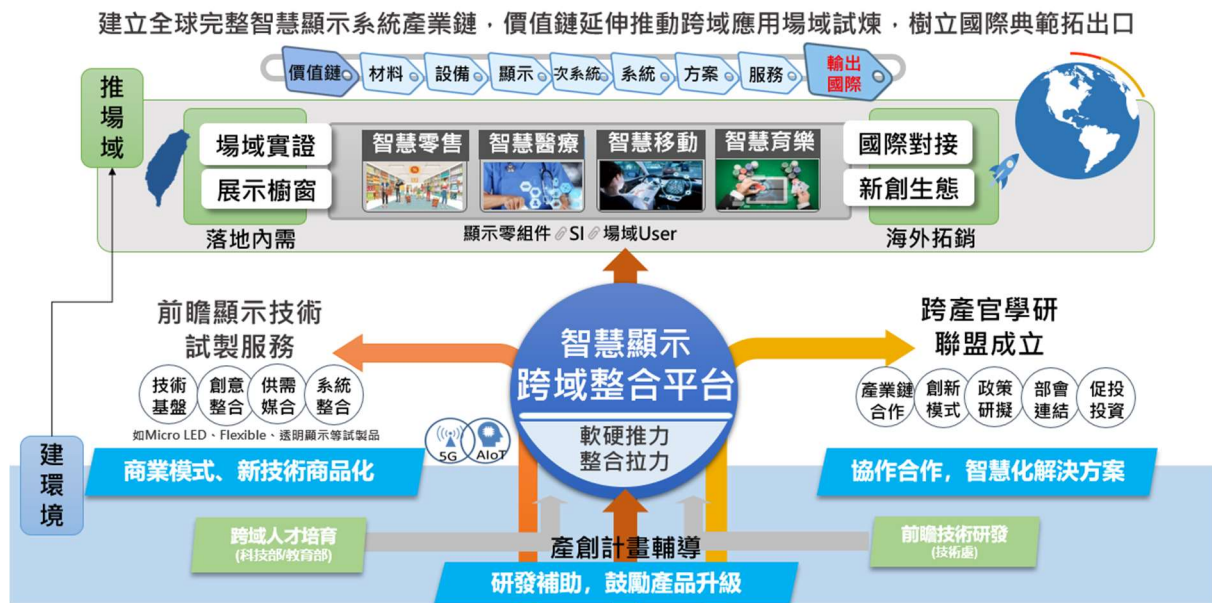 建立全球完整智慧顯示系統產業鏈，價值鏈延伸推動跨域應用場域試煉，樹立國際典範拓出口
價值鏈
材料
設備
顯示
次系統
系統
方案
服務
輸出
國際
推場域
場域實證
展示櫥窗
落地內需
智慧零售
智慧醫療
智慧移動
智慧育樂
顯示零組件 SI 場域User
國際對接
新創生態
海外拓銷
前瞻顯示技術
試製服務
技術
基盤
創意
整合
供需
媒合
系統
整合
如Micro LED、Flexible、透明顯示等試製品
智慧顯示
跨域整合平台
軟硬推力
整合拉力
5G
AIoT
跨產官學研
聯盟成立
產業鏈
合作
創新
模式
政策
研擬
部會
連結
促投
投資
建環境
商業模式、新技術商品化
協作合作，智慧化解決方案
跨域人才培育
(科技部/教育部)
產創計畫輔導
研發補助，鼓勵產品升級
前瞻技術研發
(技術處)